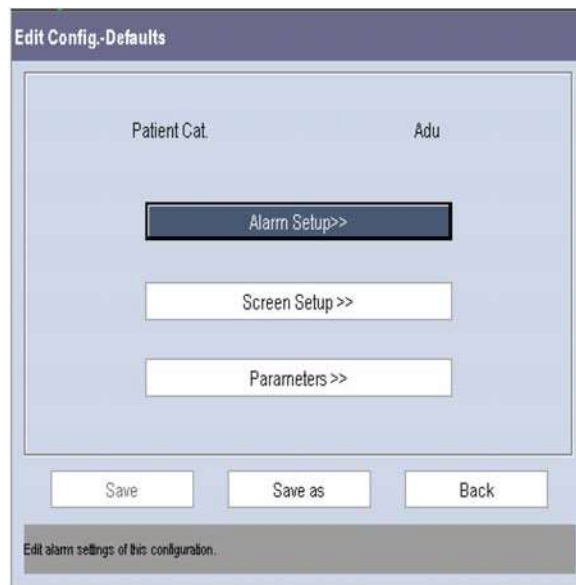 Edit Config.-Defaults
Patient Cat. Adu
Alarm Setup>>
Screen Setup >>
Parameters >>
Save Save as Back
Edit alarm settings of this configuration.